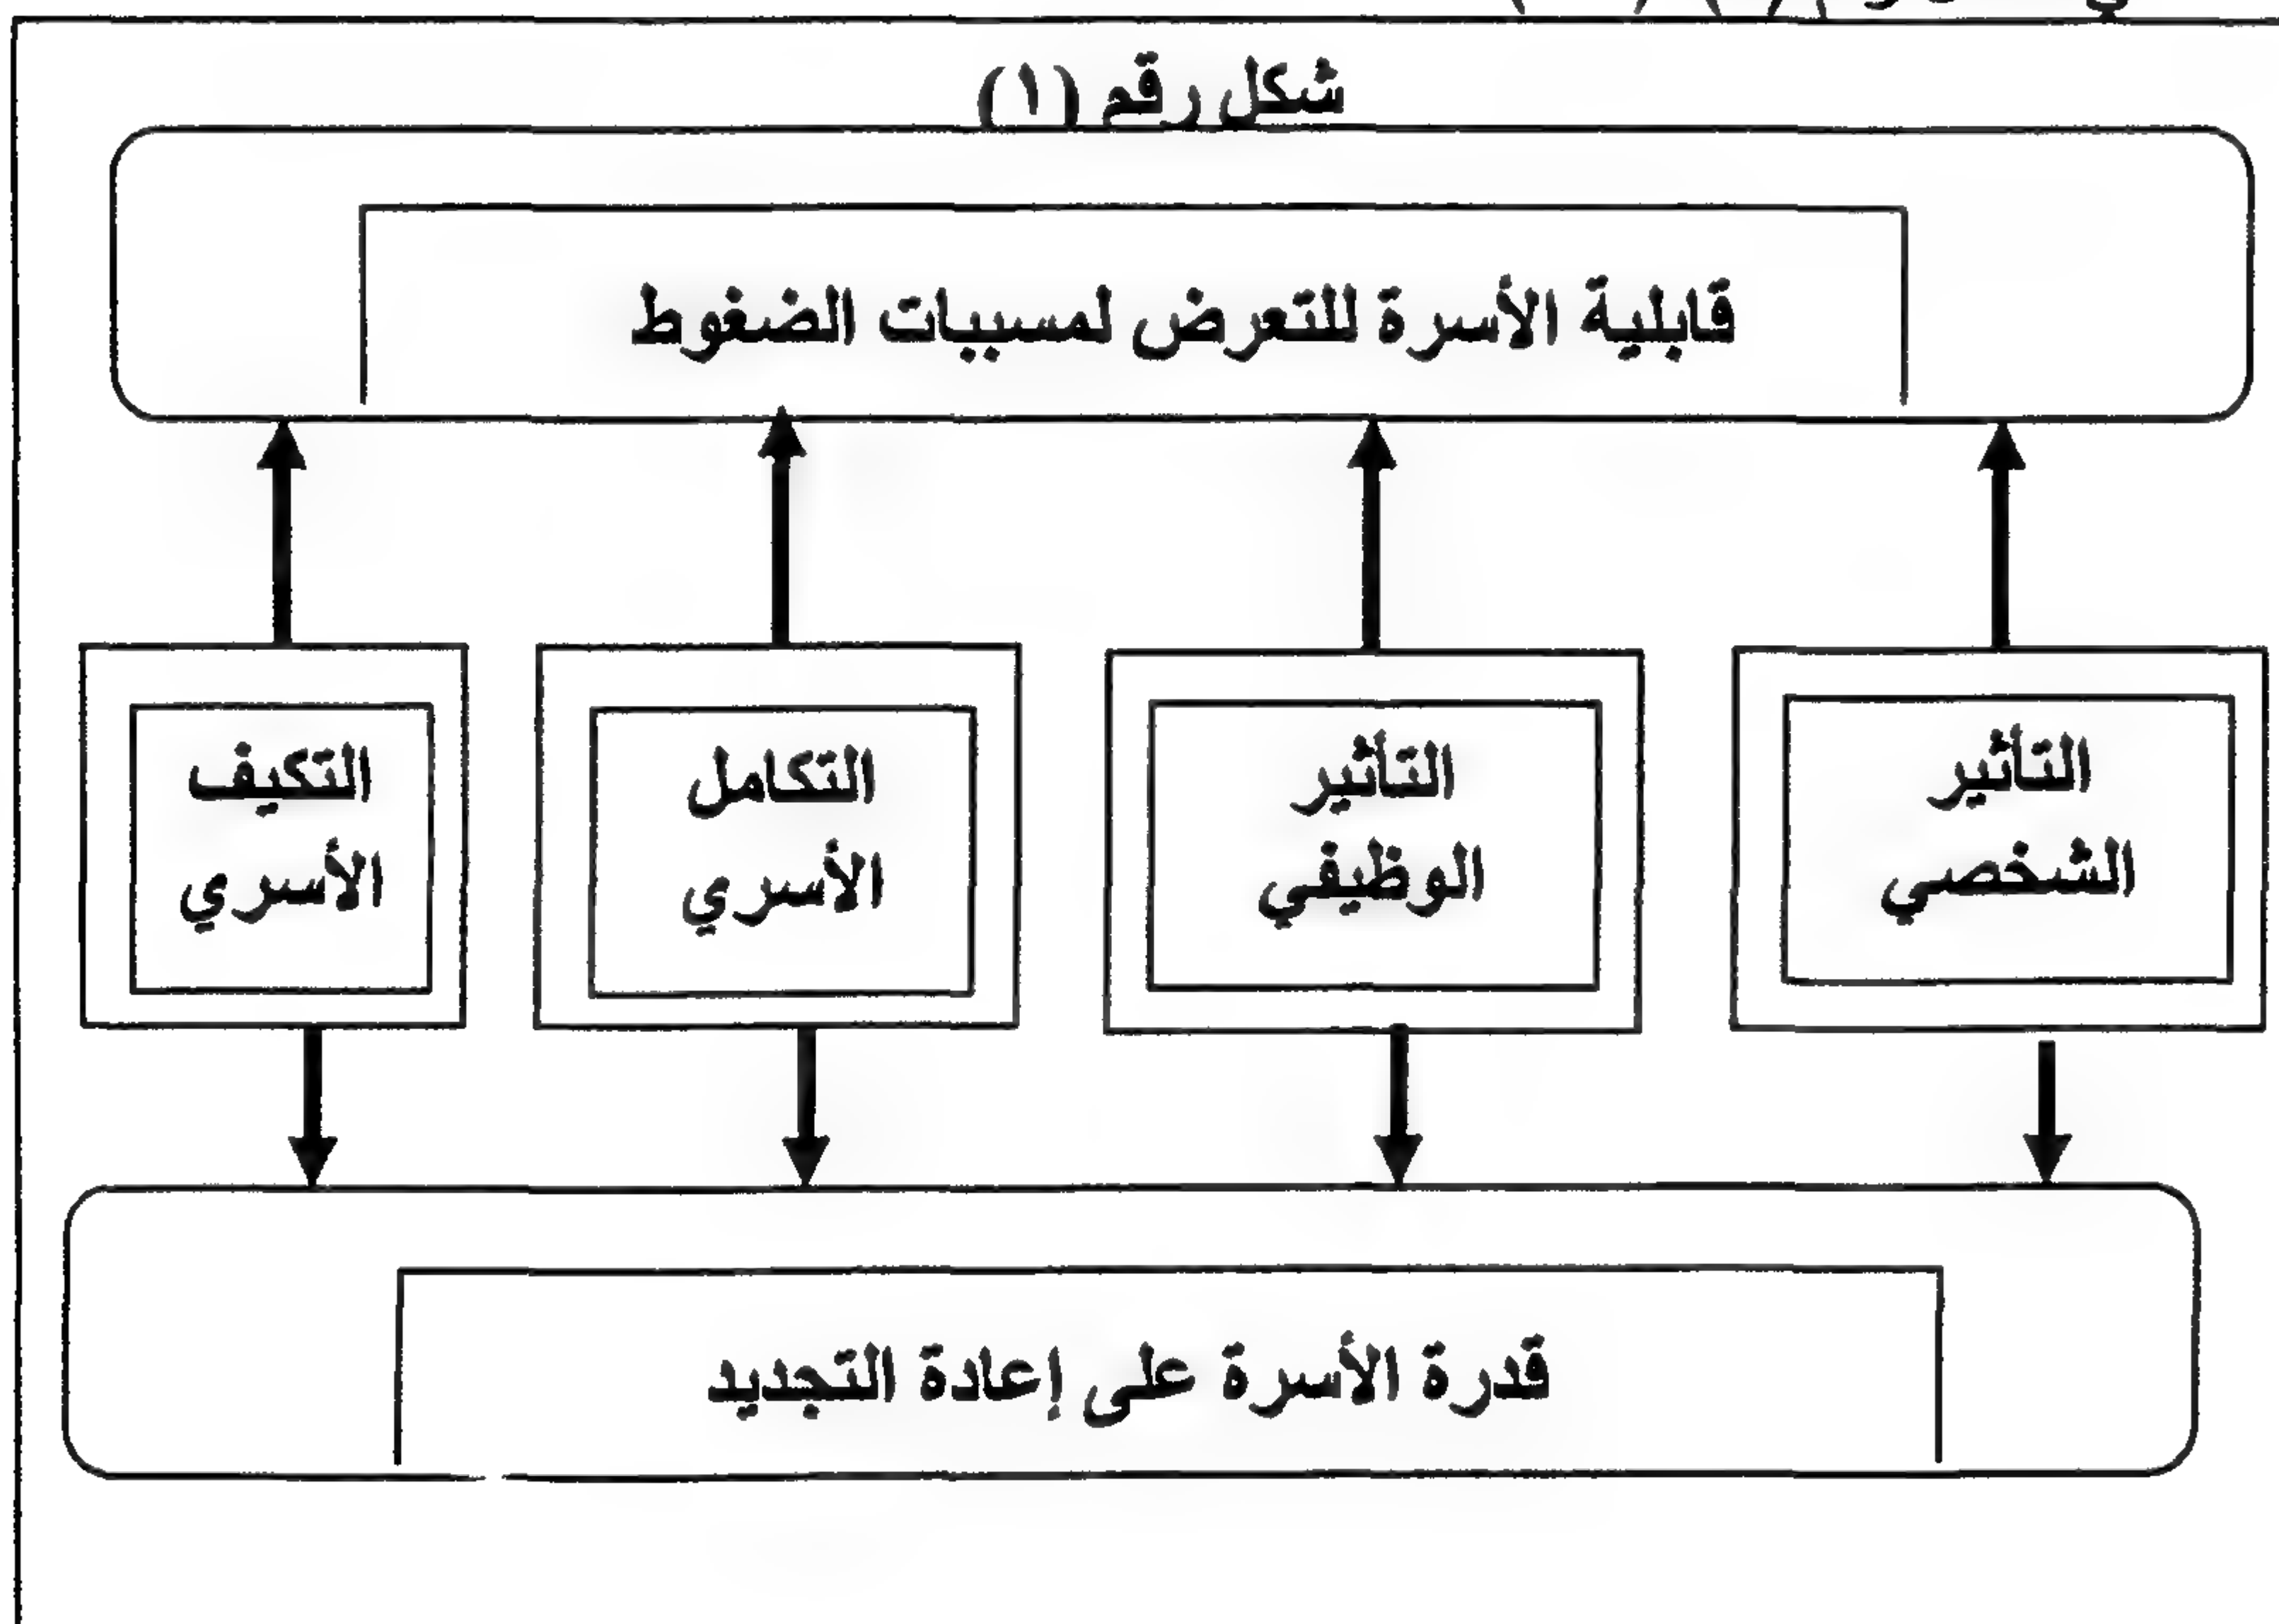 شكل رقم (١)
قابلية الأسرة للتعرض لمسببات الضغوط
التأثير
الشخصي
التأثير
الوظيفي
التكامل
الأسري
التكيف
الأسري
قدرة الأسرة على إعادة التجديد